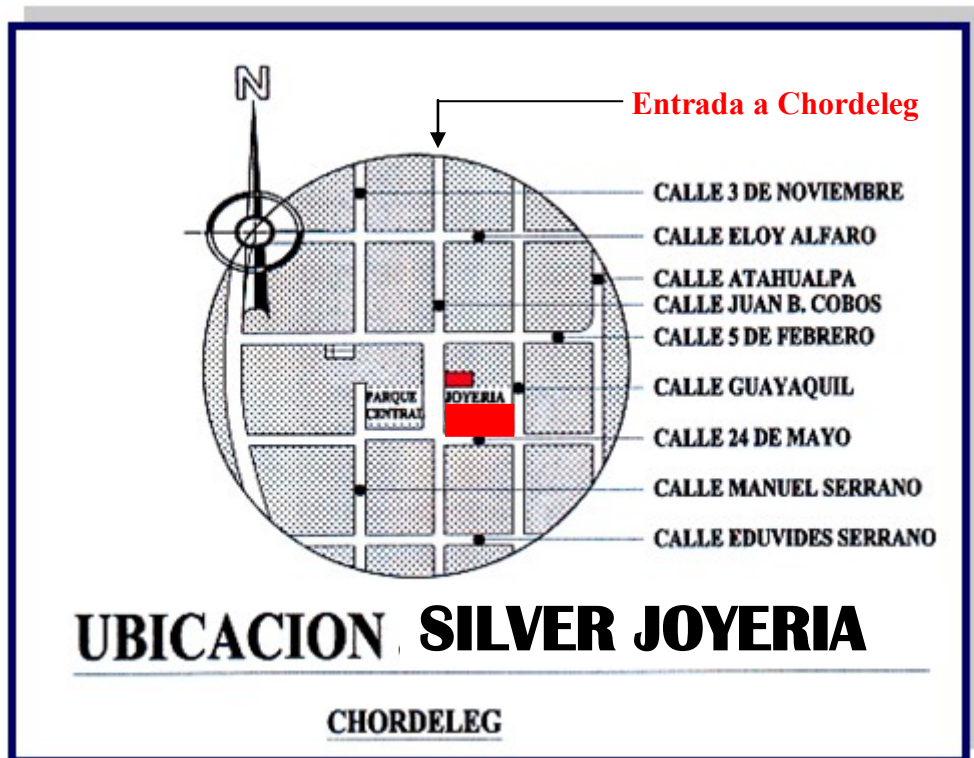 N
Entrada a Chordeleg
CALLE 3 DE NOVIEMBRE
CALLE ELOY ALFARO
CALLE ATAHUALPA
CALLE JUAN B. COBOS
CALLE 5 DE FEBRERO
CALLE GUAYAQUIL
PARQUE CENTRAL
JOYERIA
CALLE 24 DE MAYO
CALLE MANUEL SERRANO
CALLE EDUVIDES SERRANO
UBICACION SILVER JOYERIA
CHORDELEG